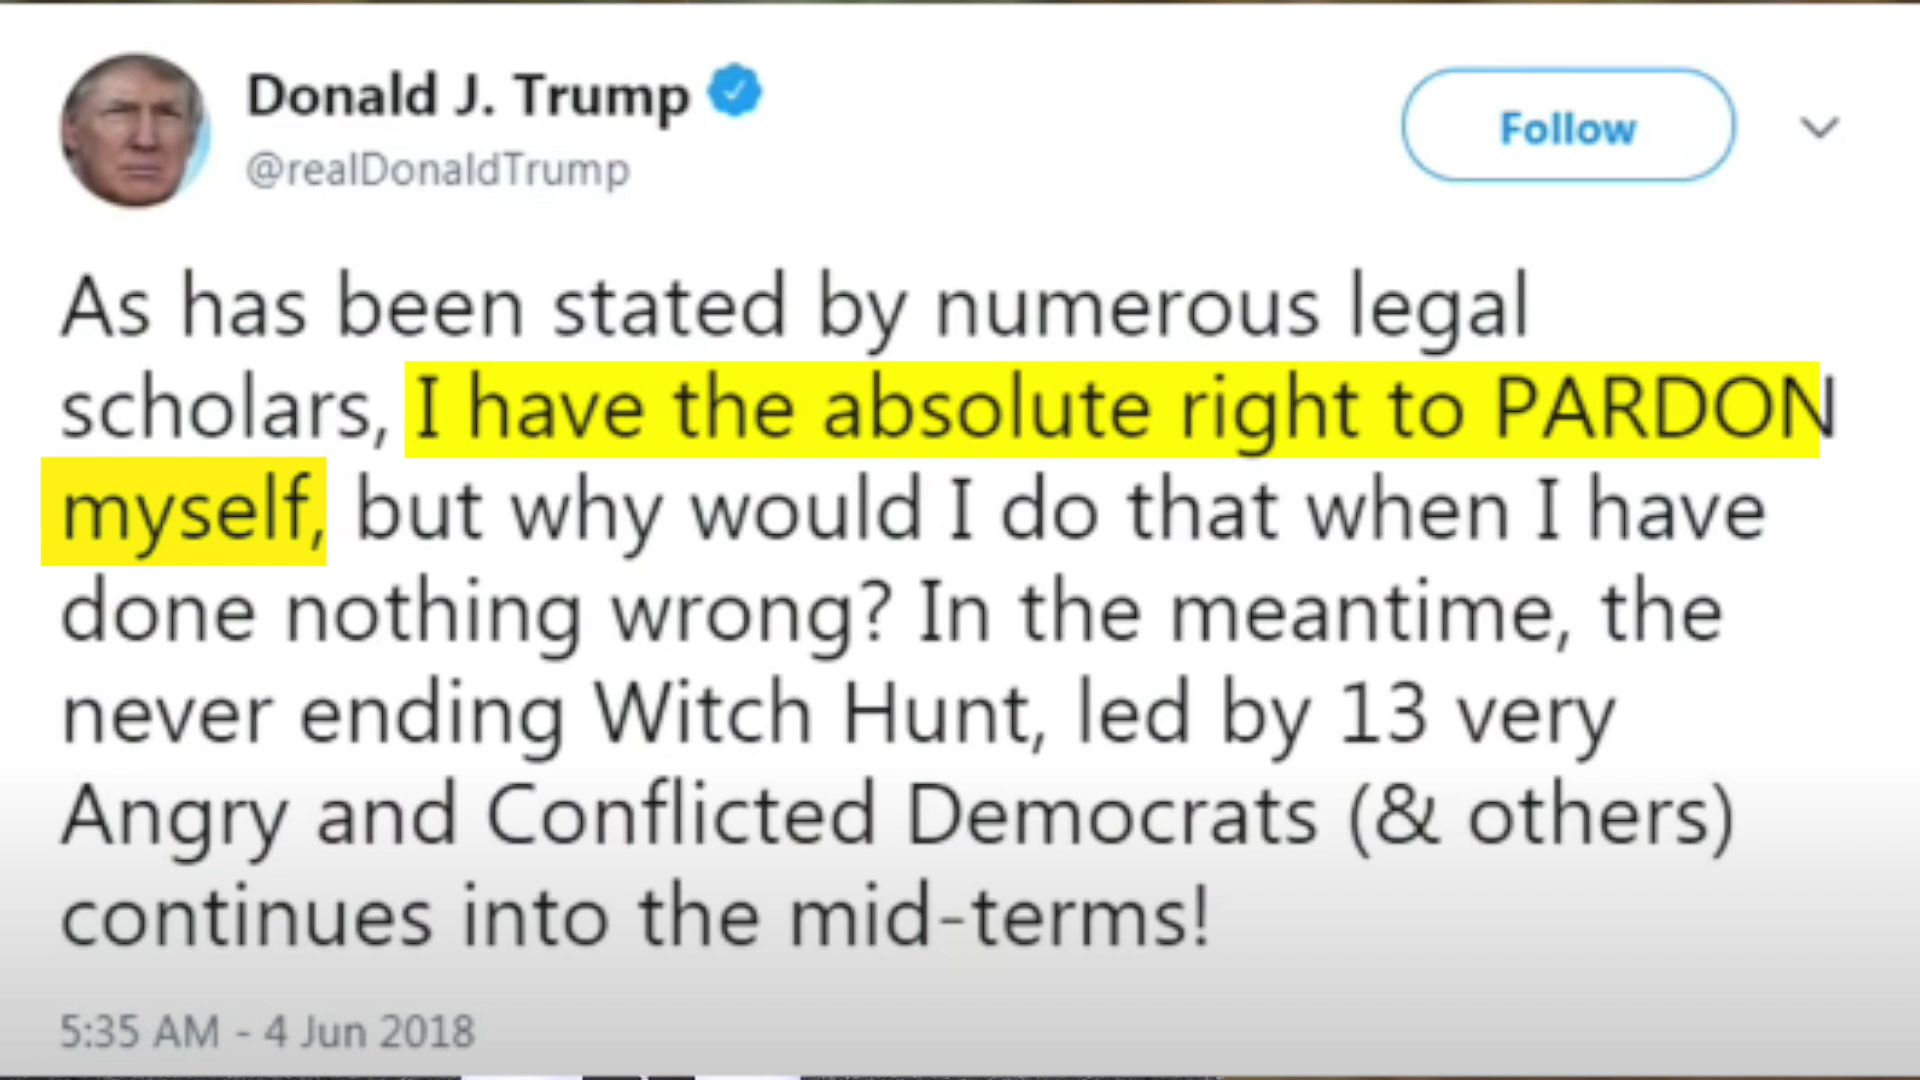 Donald J. Trump
@realDonaldTrump
Follow
As has been stated by numerous legal
scholars, I have the absolute right to PARDON
myself, but why would I do that when I have
done nothing wrong? In the meantime, the
never ending Witch Hunt, led by 13 very
Angry and Conflicted Democrats (& others)
continues into the mid-terms!
5:35 AM - 4 Jun 2018